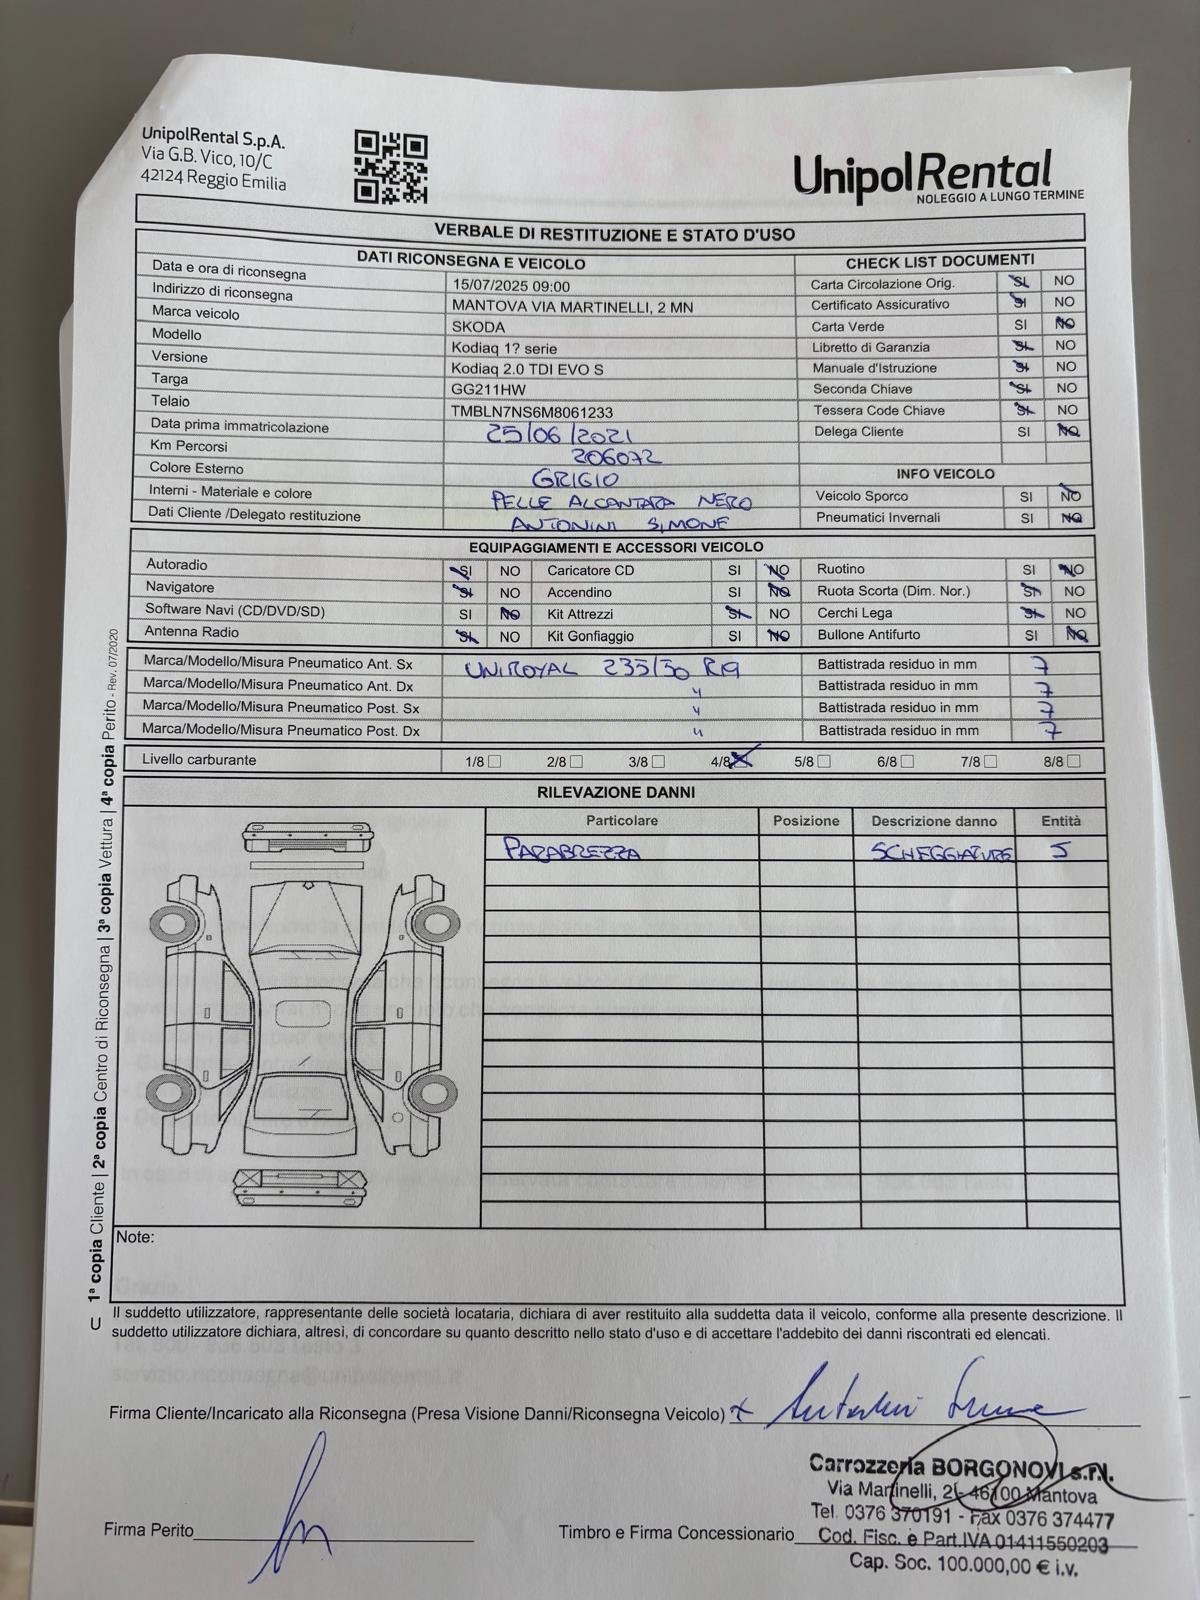 UnipolRental S.p.A.
Via G.B. Vico, 10/C
42124 Reggio Emilia
UnipolRental
NOLEGGIO A LUNGO TERMINE
VERBALE DI RESTITUZIONE E STATO D'USO
DATI RICONSEGNA E VEICOLO CHECK LIST DOCUMENTI
Data e ora di riconsegna 15/07/2025 09:00 Carta Circolazione Orig. SI NO
Indirizzo di riconsegna MANTOVA VIA MARTINELLI, 2 MN Certificato Assicurativo SI NO
Marca veicolo SKODA Carta Verde SI NO
Modello Kodiaq 1? serie Libretto di Garanzia SI NO
Versione Kodiaq 2.0 TDI EVO S Manuale d'Istruzione SI NO
Targa GG211HW Seconda Chiave SI NO
Telaio TMBLN7NS6M8061233 Tessera Code Chiave SI NO
Data prima immatricolazione 25/06/2021 Delega Cliente SI NO
Km Percorsi 206072
Colore Esterno GRIGIO INFO VEICOLO
Interni - Materiale e colore PELLE ALCANTARA NERO Veicolo Sporco SI NO
Dati Cliente /Delegato restituzione ANTONINI SIMONE Pneumatici Invernali SI NO
EQUIPAGGIAMENTI E ACCESSORI VEICOLO
Autoradio SI NO Caricatore CD SI NO Ruotino SI NO
Navigatore SI NO Accendino SI NO Ruota Scorta (Dim. Nor.) SI NO
Software Navi (CD/DVD/SD) SI NO Kit Attrezzi SI NO Cerchi Lega SI NO
Antenna Radio SI NO Kit Gonfiaggio SI NO Bullone Antifurto SI NO
Marca/Modello/Misura Pneumatico Ant. Sx UNIROYAL 235/50 R19 Battistrada residuo in mm 7
Marca/Modello/Misura Pneumatico Ant. Dx " Battistrada residuo in mm 7
Marca/Modello/Misura Pneumatico Post. Sx " Battistrada residuo in mm 7
Marca/Modello/Misura Pneumatico Post. Dx " Battistrada residuo in mm 7
Livello carburante 1/8 2/8 3/8 4/8 5/8 6/8 7/8 8/8
RILEVAZIONE DANNI
Particolare Posizione Descrizione danno Entità
PARABREZZA SCHEGGIATURE 5
Note:
1ª copia Cliente | 2ª copia Centro di Riconsegna | 3ª copia Vettura | 4ª copia Perito - Rev. 07/2020
U
Il suddetto utilizzatore, rappresentante delle società locataria, dichiara di aver restituito alla suddetta data il veicolo, conforme alla presente descrizione. Il
suddetto utilizzatore dichiara, altresì, di concordare su quanto descritto nello stato d'uso e di accettare l'addebito dei danni riscontrati ed elencati.
servizio.riconsegna@unipolrental.it
Firma Cliente/Incaricato alla Riconsegna (Presa Visione Danni/Riconsegna Veicolo) x Antonini Simone
Carrozzeria BORGONOVI s.r.l.
Via Martinelli, 2 - 46100 Mantova
Tel. 0376 370191 - Fax 0376 374477
Firma Perito Timbro e Firma Concessionario Cod. Fisc. e Part.IVA 01411550203
Cap. Soc. 100.000,00 € i.v.